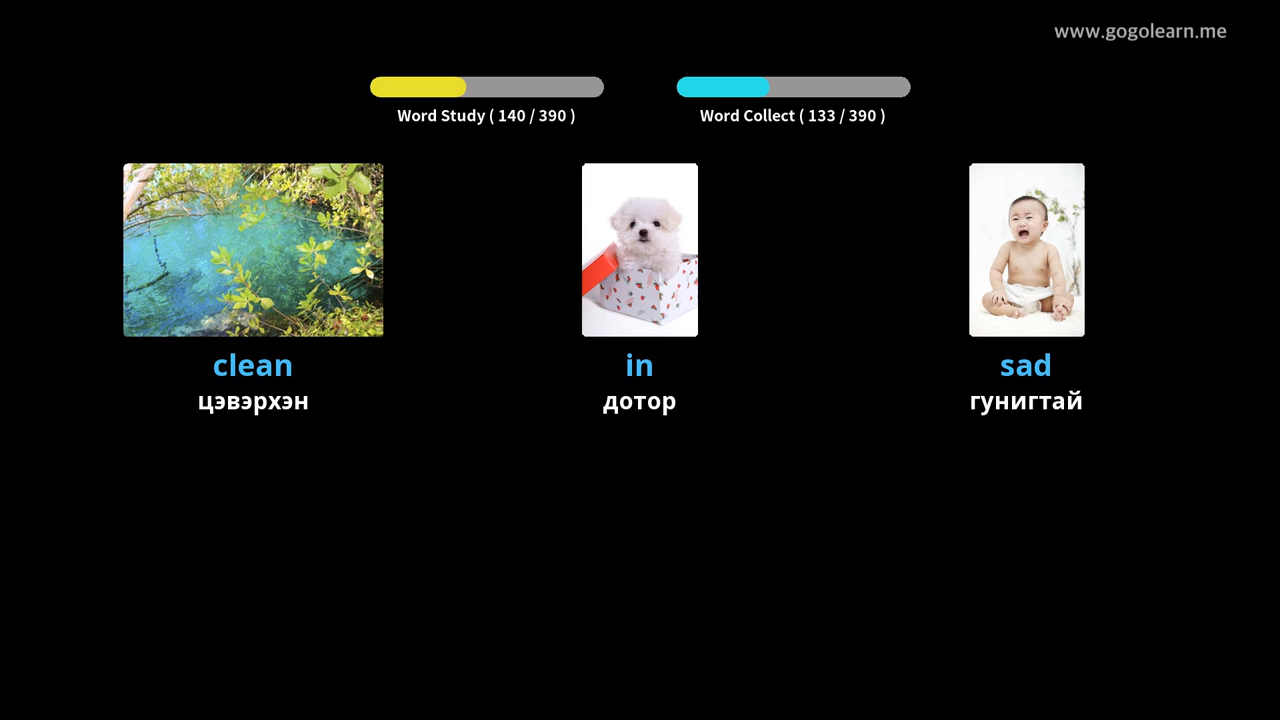 www.gogolearn.me
Word Study ( 140 / 390 )
Word Collect ( 133 / 390 )
clean
in
sad
цэвэрхэн
дотор
гунигтай